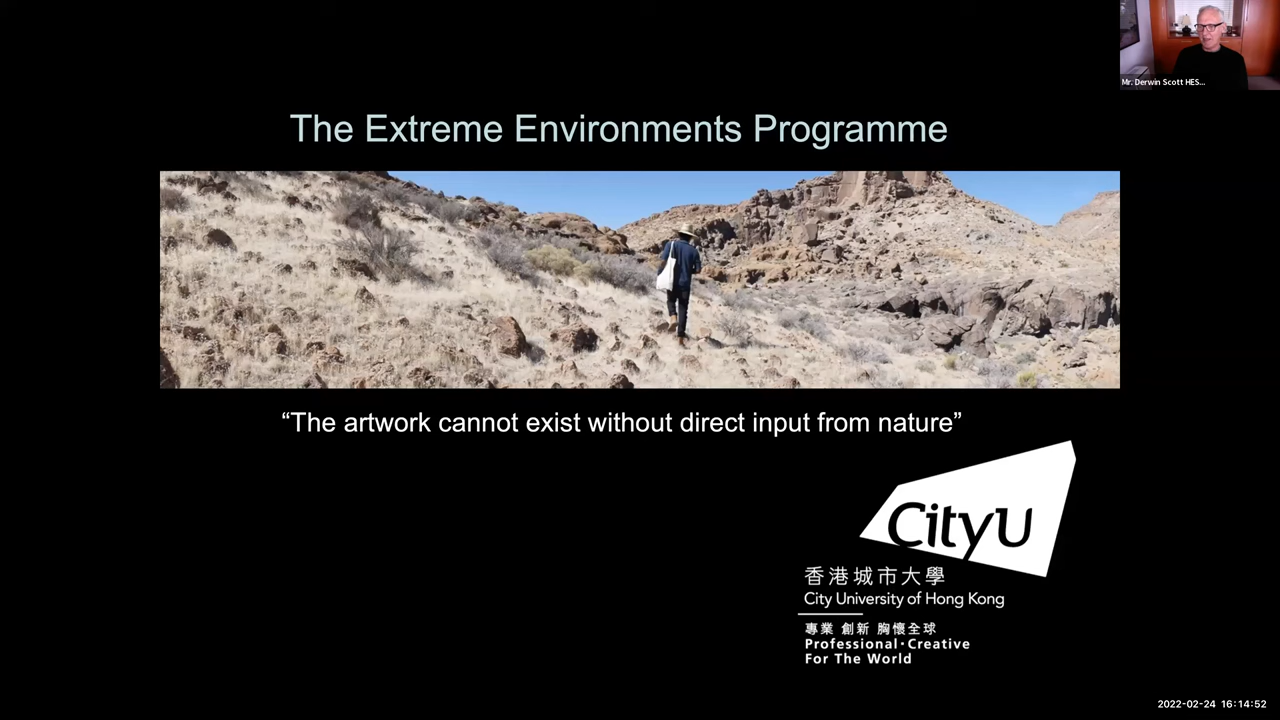 Mr. Derwin Scott HES...
The Extreme Environments Programme
“The artwork cannot exist without direct input from nature”
CityU
香港城市大學
City University of Hong Kong
專業 創新 胸懷全球
Professional·Creative
For The World
2022-02-24 16:14:52